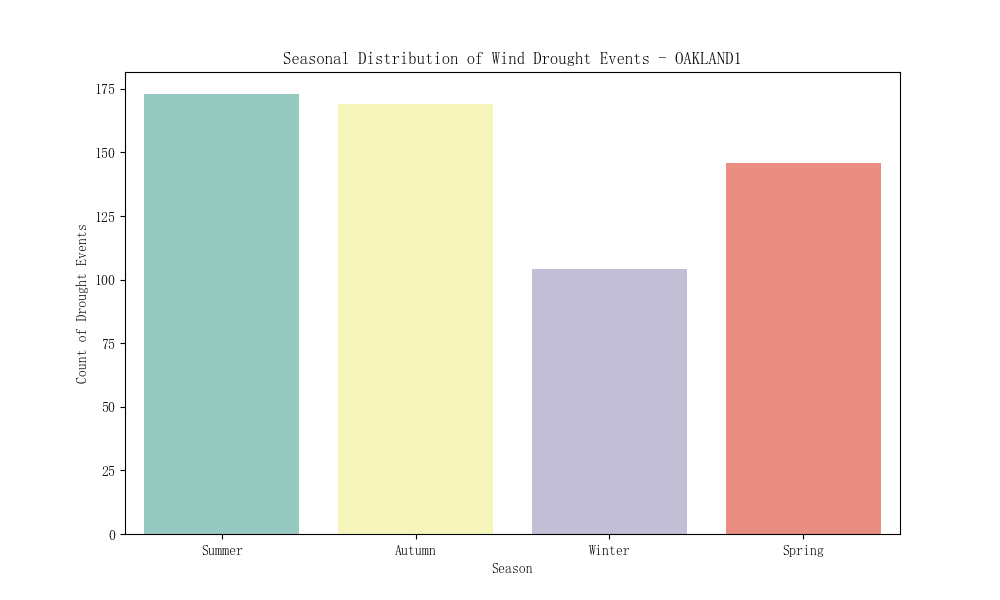 Seasonal Distribution of Wind Drought Events - OAKLAND1
Count of Drought Events
175
150
125
100
75
50
25
0
Summer
Autumn
Winter
Spring
Season